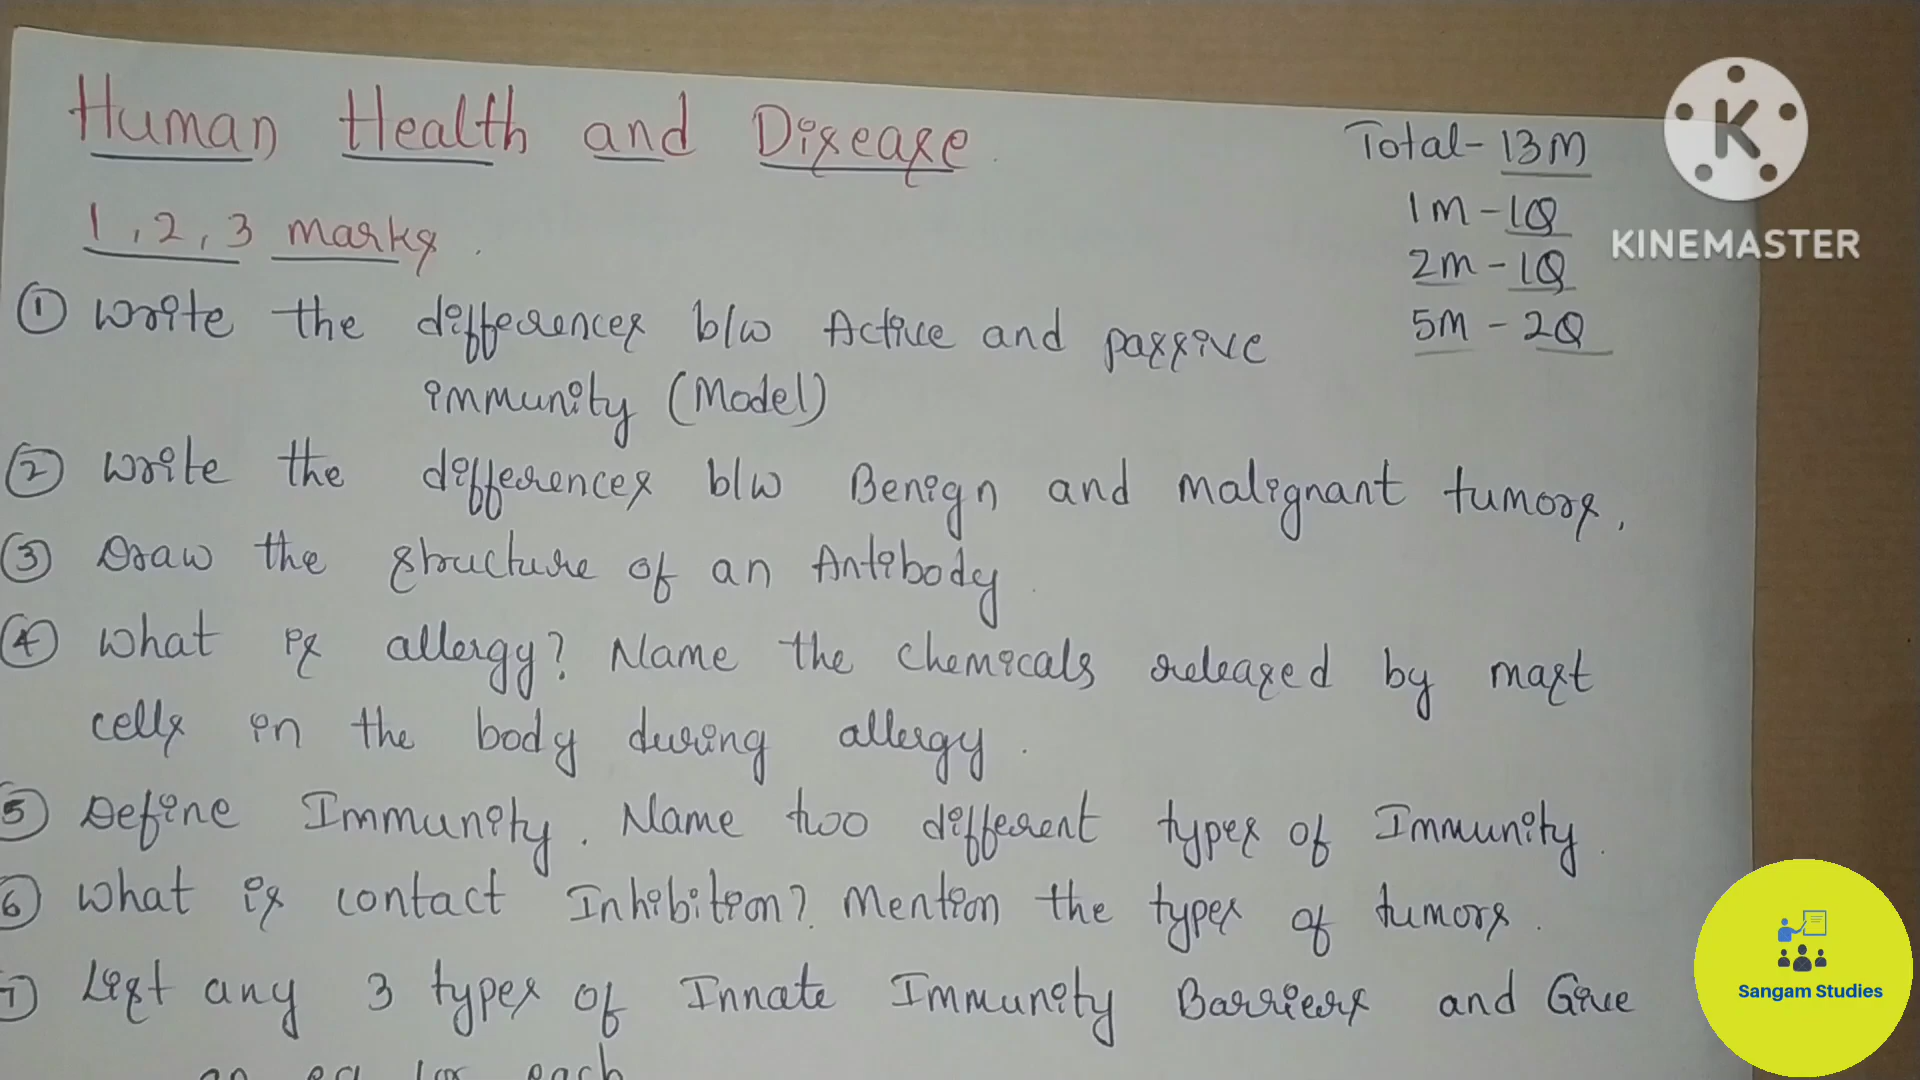 Human Health and Disease.
Total - 13M
1M - 1Q
2M - 1Q
5M - 2Q
KINEMASTER
1, 2, 3 marks.
① Write the differences b/w Active and passive
immunity (Model)
② Write the differences b/w Benign and malignant tumors.
③ Draw the structure of an Antibody
④ What is allergy? Name the chemicals released by mast
cells in the body during allergy.
⑤ Define Immunity. Name two different types of Immunity.
⑥ What is contact Inhibition? Mention the types of tumors.
⑦ List any 3 types of Innate Immunity Barriers and Give
an eg for each
Sangam Studies